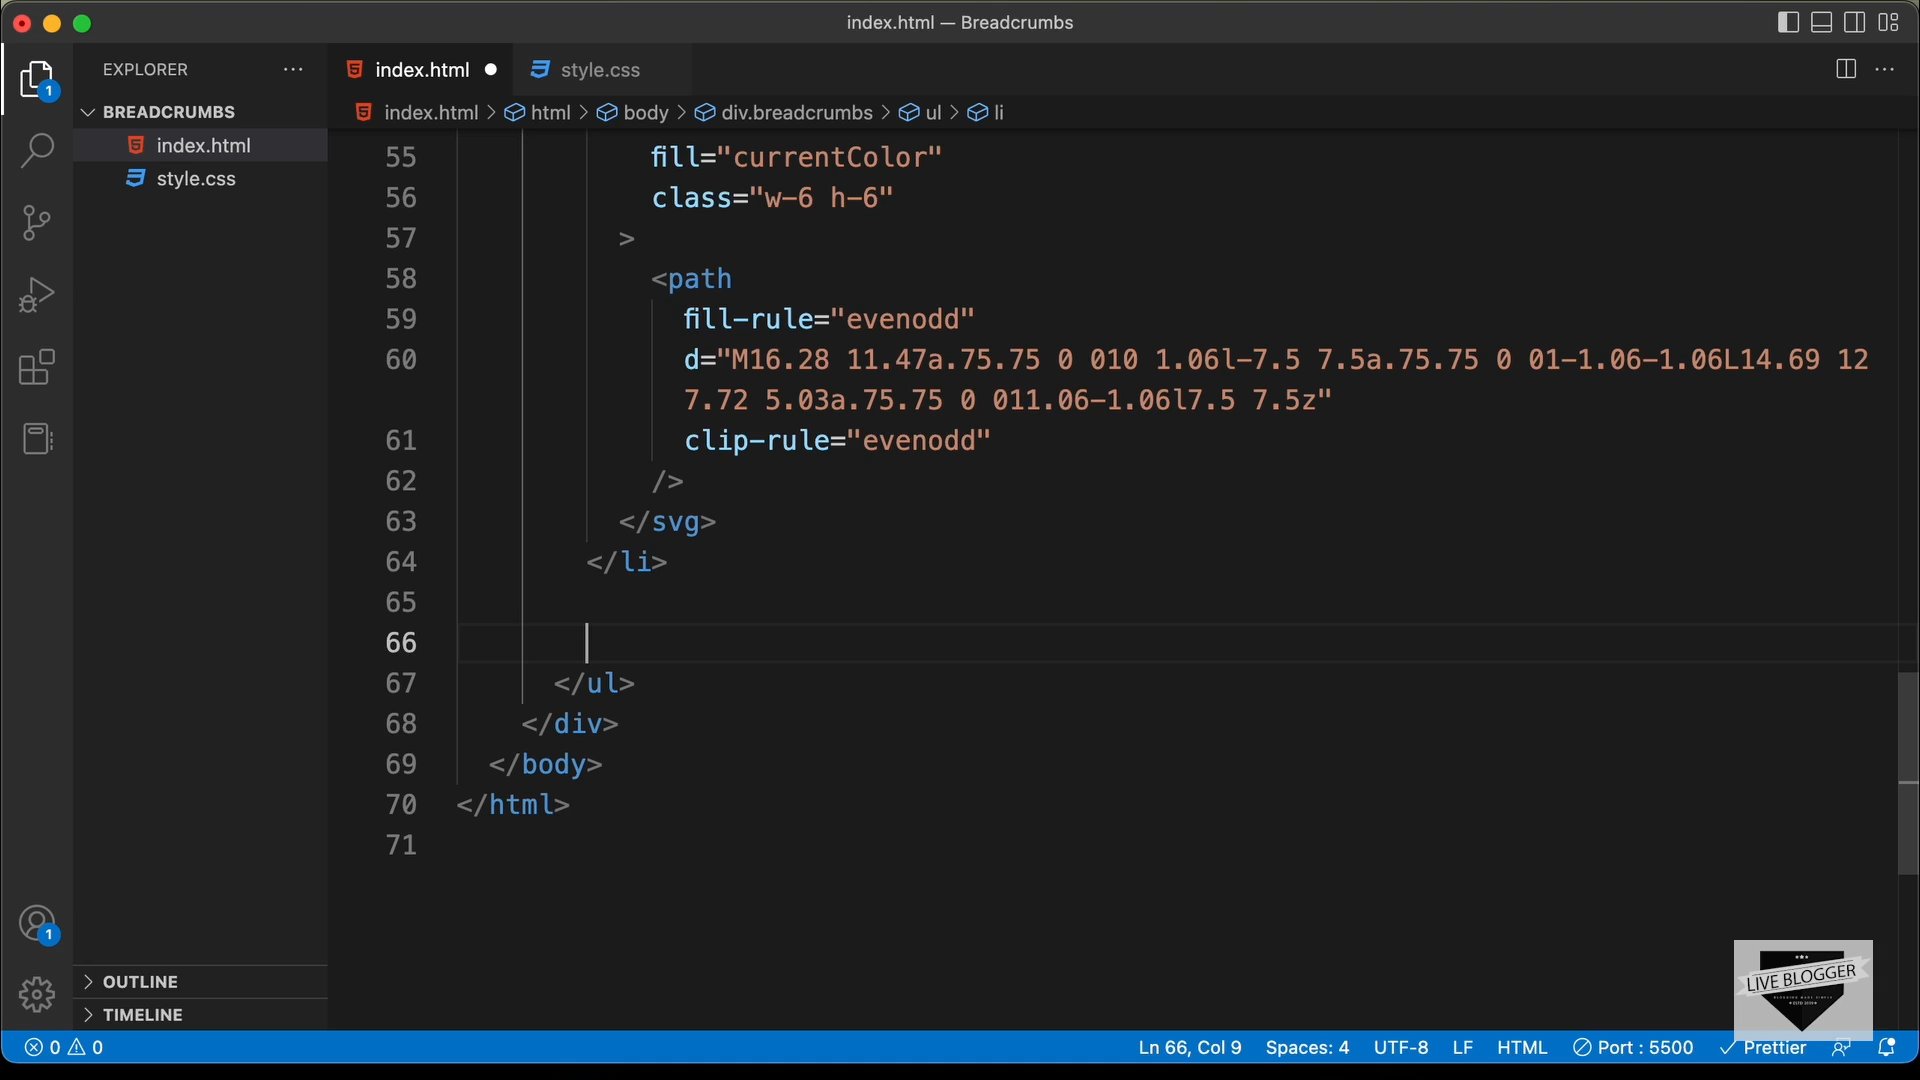 index.html — Breadcrumbs
EXPLORER
index.html
style.css
BREADCRUMBS
index.html > html > body > div.breadcrumbs > ul > li
index.html
style.css
55 fill="currentColor"
56 class="w-6 h-6"
57 >
58 <path
59 fill-rule="evenodd"
60 d="M16.28 11.47a.75.75 0 010 1.06l-7.5 7.5a.75.75 0 01-1.06-1.06L14.69 12
7.72 5.03a.75.75 0 011.06-1.06l7.5 7.5z"
61 clip-rule="evenodd"
62 />
63 </svg>
64 </li>
65
66
67 </ul>
68 </div>
69 </body>
70 </html>
71
1
1
OUTLINE
TIMELINE
LIVE BLOGGER
0 0
Ln 66, Col 9
Spaces: 4
UTF-8
LF
HTML
Port : 5500
Prettier